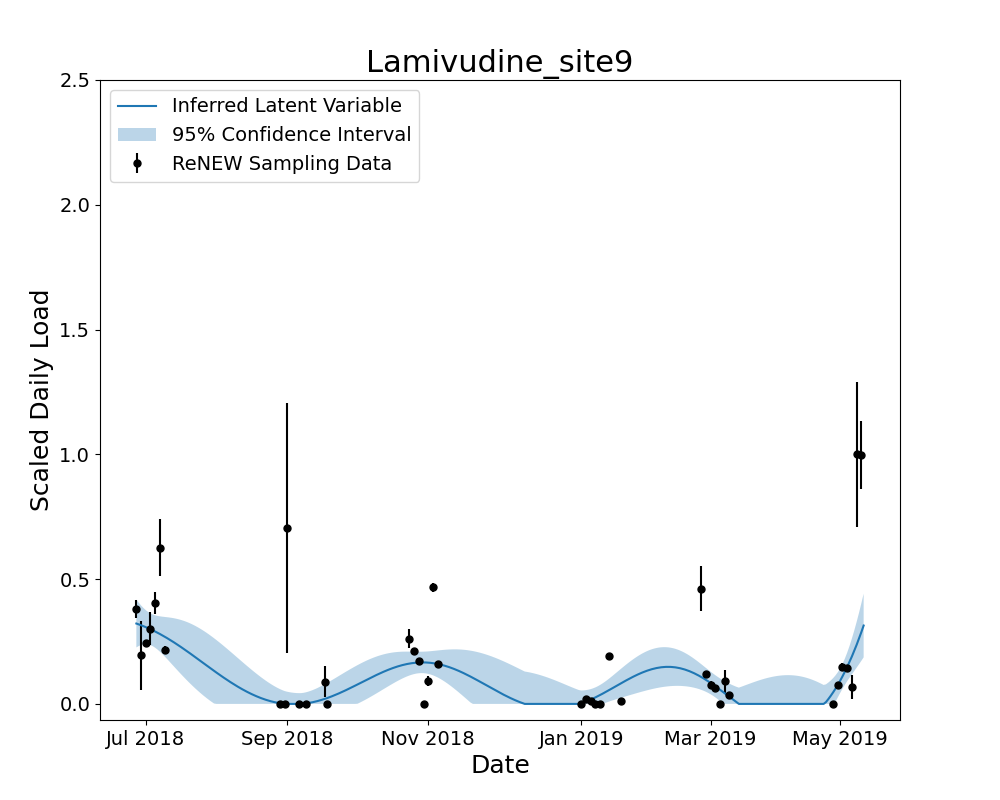 Lamivudine_site9
2.5
2.0
1.5
1.0
0.5
0.0
Scaled Daily Load
Inferred Latent Variable
95% Confidence Interval
ReNEW Sampling Data
Jul 2018
Sep 2018
Nov 2018
Jan 2019
Mar 2019
May 2019
Date